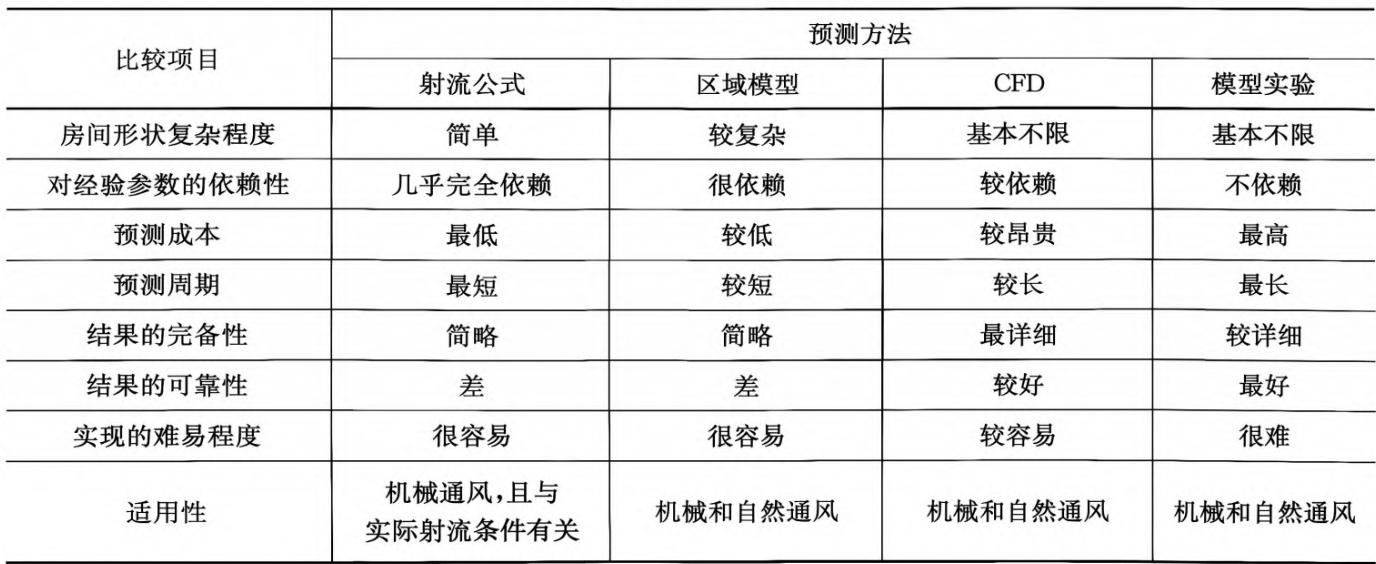 比较项目 预测方法
射流公式 区域模型 CFD 模型实验
房间形状复杂程度 简单 较复杂 基本不限 基本不限
对经验参数的依赖性 几乎完全依赖 很依赖 较依赖 不依赖
预测成本 最低 较低 较昂贵 最高
预测周期 最短 较短 较长 最长
结果的完备性 简略 简略 最详细 较详细
结果的可靠性 差 差 较好 最好
实现的难易程度 很容易 很容易 较容易 很难
适用性 机械通风,且与
实际射流条件有关 机械和自然通风 机械和自然通风 机械和自然通风